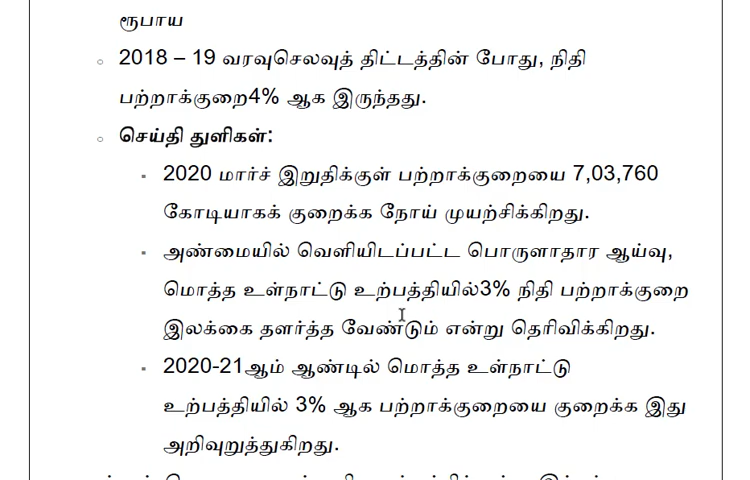 ரூபாய
2018 – 19 வரவுசெலவுத் திட்டத்தின் போது, நிதி
பற்றாக்குறை4% ஆக இருந்தது.
செய்தி துளிகள்:
2020 மார்ச் இறுதிக்குள் பற்றாக்குறையை 7,03,760
கோடியாகக் குறைக்க நோய் முயற்சிக்கிறது.
அண்மையில் வெளியிடப்பட்ட பொருளாதார ஆய்வு,
மொத்த உள்நாட்டு உற்பத்தியில்3% நிதி பற்றாக்குறை
இலக்கை தளர்த்த வேண்டும் என்று தெரிவிக்கிறது.
2020-21ஆம் ஆண்டில் மொத்த உள்நாட்டு
உற்பத்தியில் 3% ஆக பற்றாக்குறையை குறைக்க இது
அறிவுறுத்துகிறது.